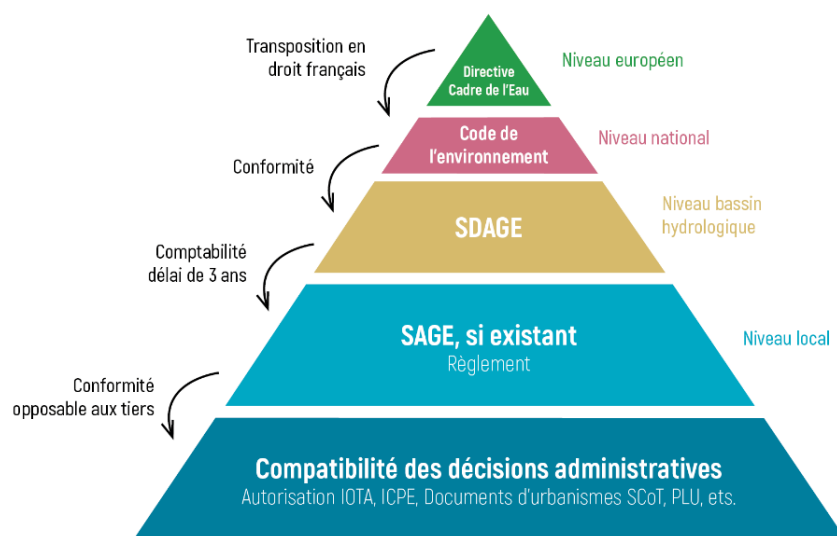 Transposition en
droit français
Directive
Cadre de l'Eau
Niveau européen
Code de
l'environnement
Niveau national
Conformité
SDAGE
Niveau bassin
hydrologique
Comptabilité
délai de 3 ans
SAGE, si existant
Règlement
Niveau local
Conformité
opposable aux tiers
Compatibilité des décisions administratives
Autorisation IOTA, ICPE, Documents d'urbanismes SCoT, PLU, ets.